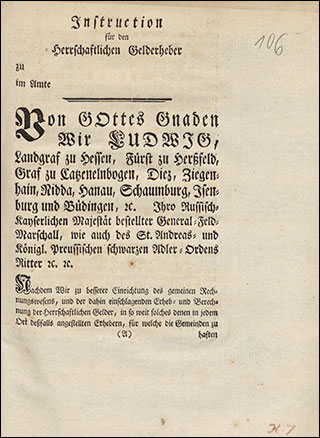 Instruction
für den
Herrschaftlichen Gelderheber
106
zu
im Amte
Von GOttes Gnaden
Wir LUDWIG,
Landgraf zu Hessen, Fürst zu Herßfeld,
Graf zu Catzenelnbogen, Diez, Ziegen-
hain, Nidda, Hanau, Schaumburg, Isen-
burg und Büdingen, ꝛc. Ihro Russisch-
Kayserlichen Majestät bestellter General-Feld-
Marschall, wie auch des St. Andreas- und
Königl. Preussischen schwarzen Adler-Ordens
Ritter ꝛc. ꝛc.
Nachdem Wir zu besserer Einrichtung des gemeinen Rech-
nungswesens, und der dahin einschlagenden Erheb- und Berech-
nung der Herrschaftlichen Gelder, in so weit solches denen in jedem
Ort deßfalls angestellten Erhebern, für welche die Gemeinden zu
(A) haften